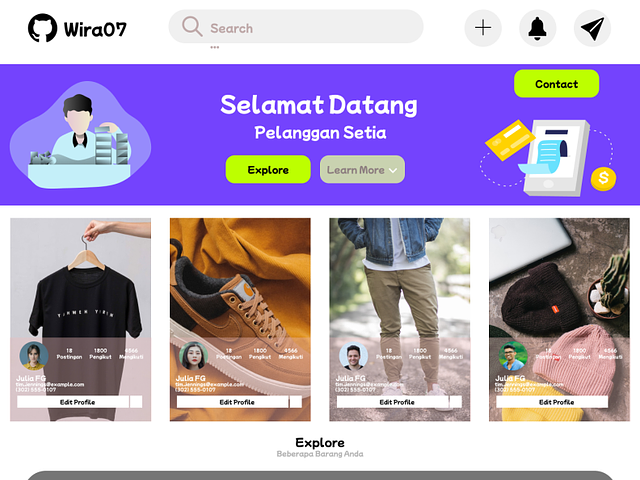 Wira07
Search
Contact
Selamat Datang
Pelanggan Setia
Explore
Learn More
$
18 1800 4566
Postingan Pengikut Mengikuti
Julia FG
tim.jennings@example.com
(302) 555-0107
Edit Profile
18 1800 4566
Postingan Pengikut Mengikuti
Julia FG
tim.jennings@example.com
(302) 555-0107
Edit Profile
18 1800 4566
Postingan Pengikut Mengikuti
Julia FG
tim.jennings@example.com
(302) 555-0107
Edit Profile
18 1800 4566
Postingan Pengikut Mengikuti
Julia FG
tim.jennings@example.com
(302) 555-0107
Edit Profile
Explore
Beberapa Barang Anda